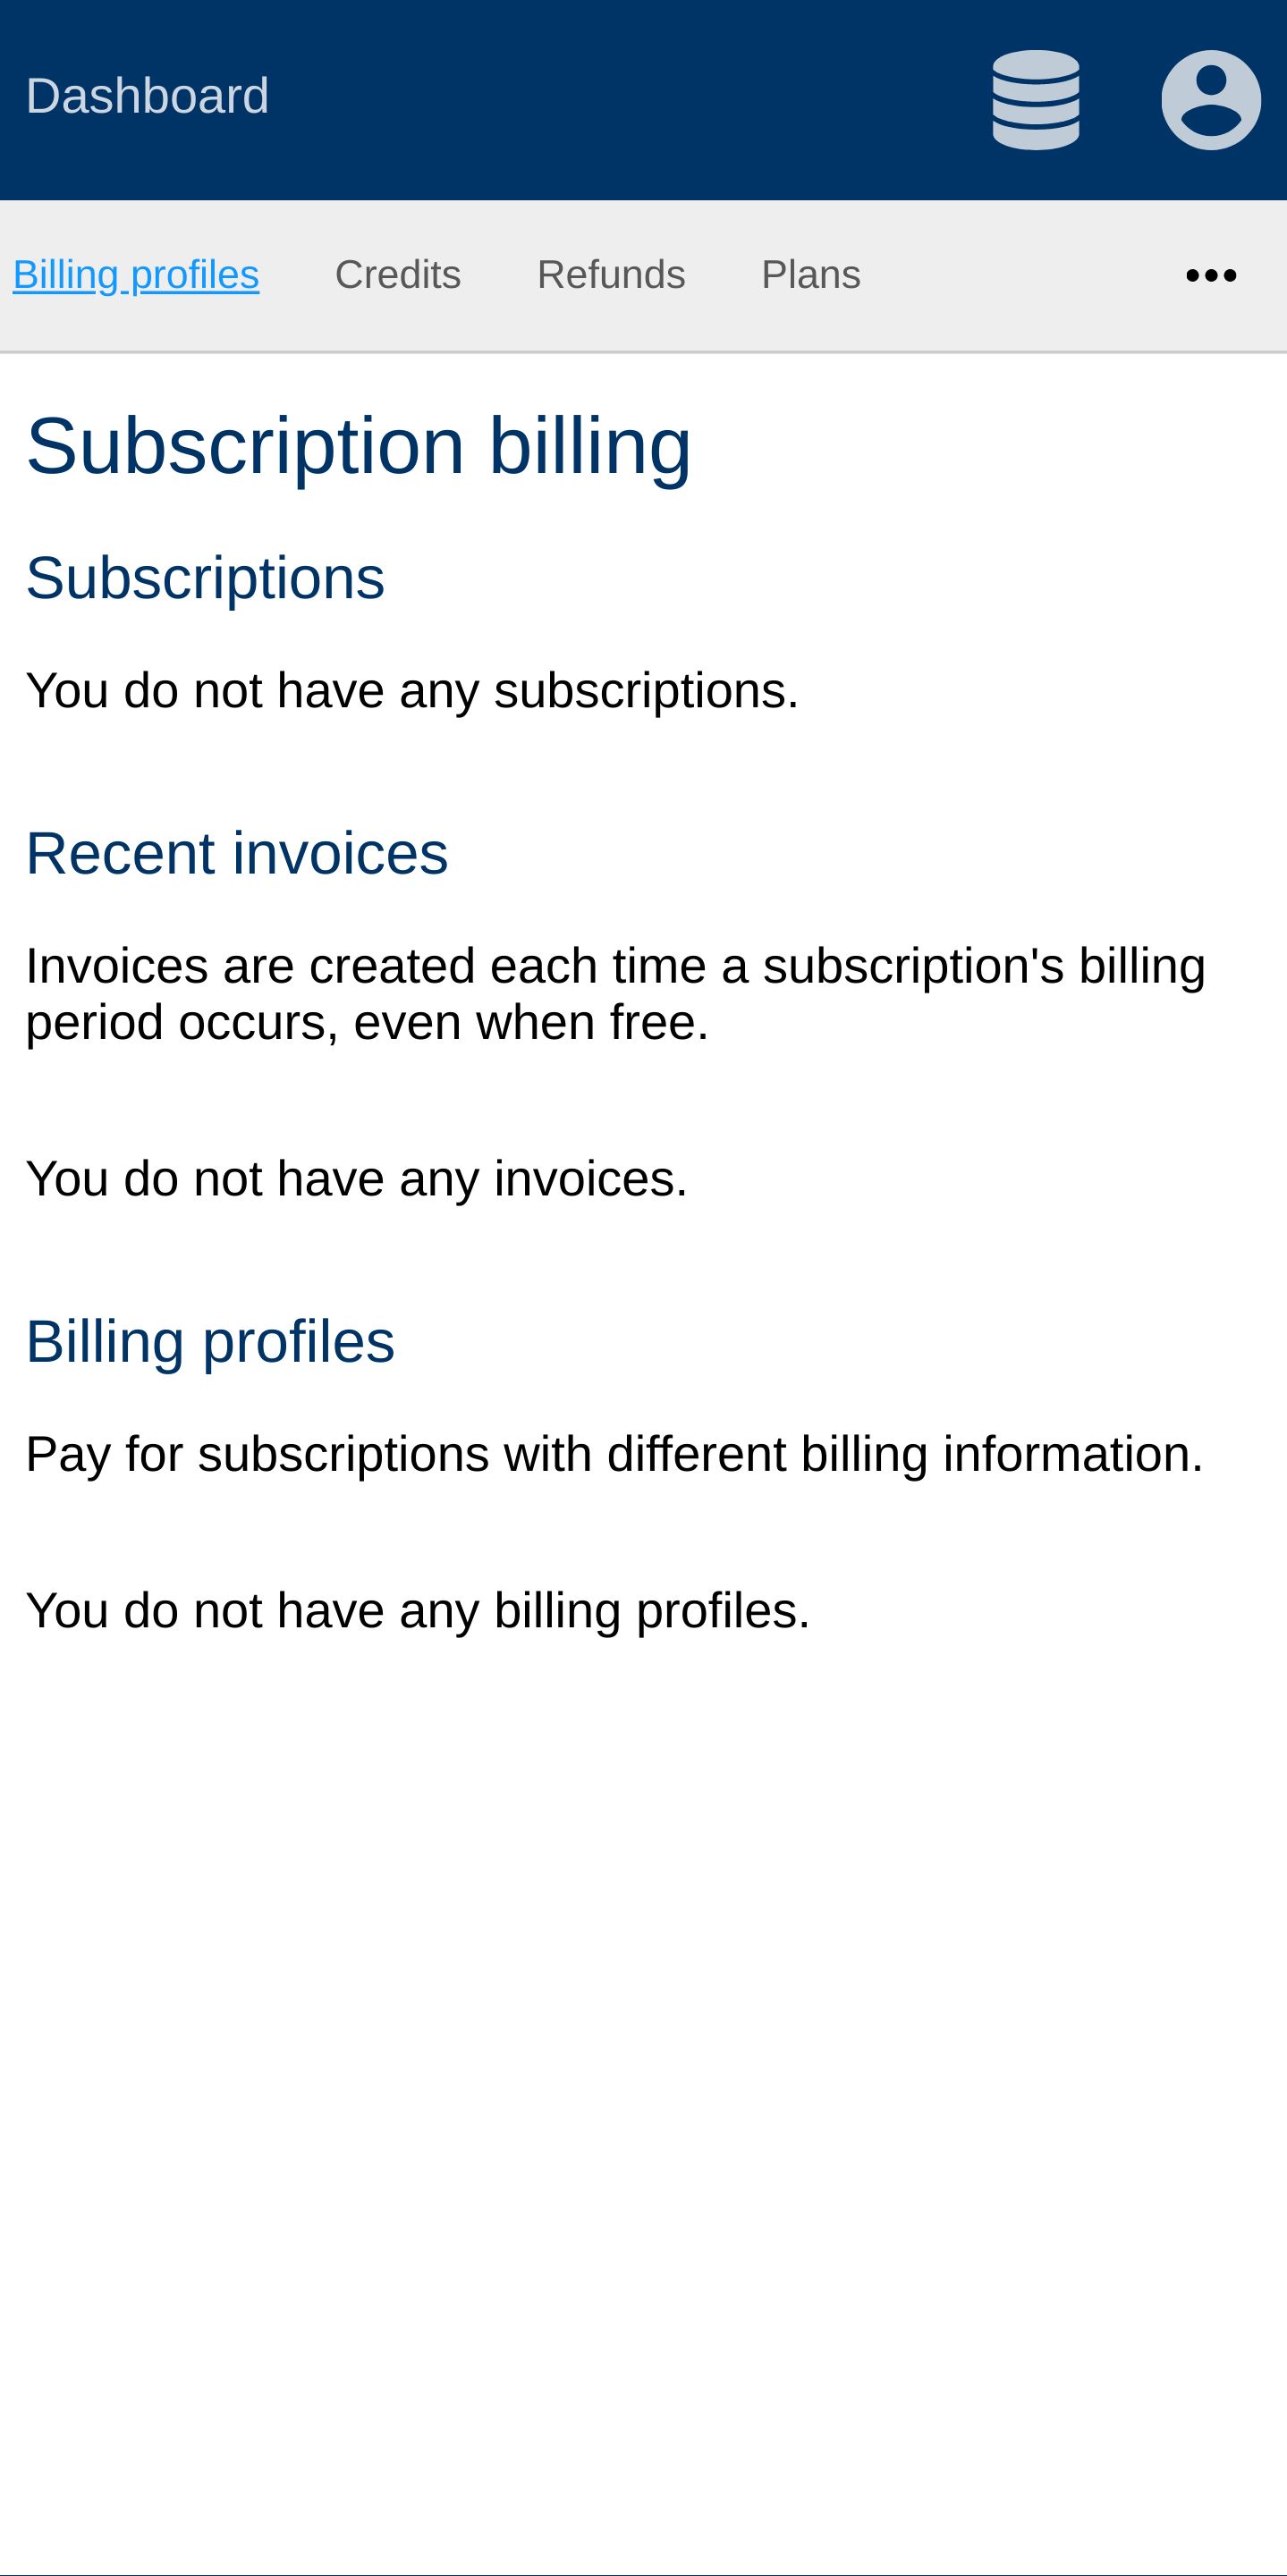 Dashboard
Billing profiles Credits Refunds Plans
Subscription billing
Subscriptions
You do not have any subscriptions.
Recent invoices
Invoices are created each time a subscription's billing
period occurs, even when free.
You do not have any invoices.
Billing profiles
Pay for subscriptions with different billing information.
You do not have any billing profiles.